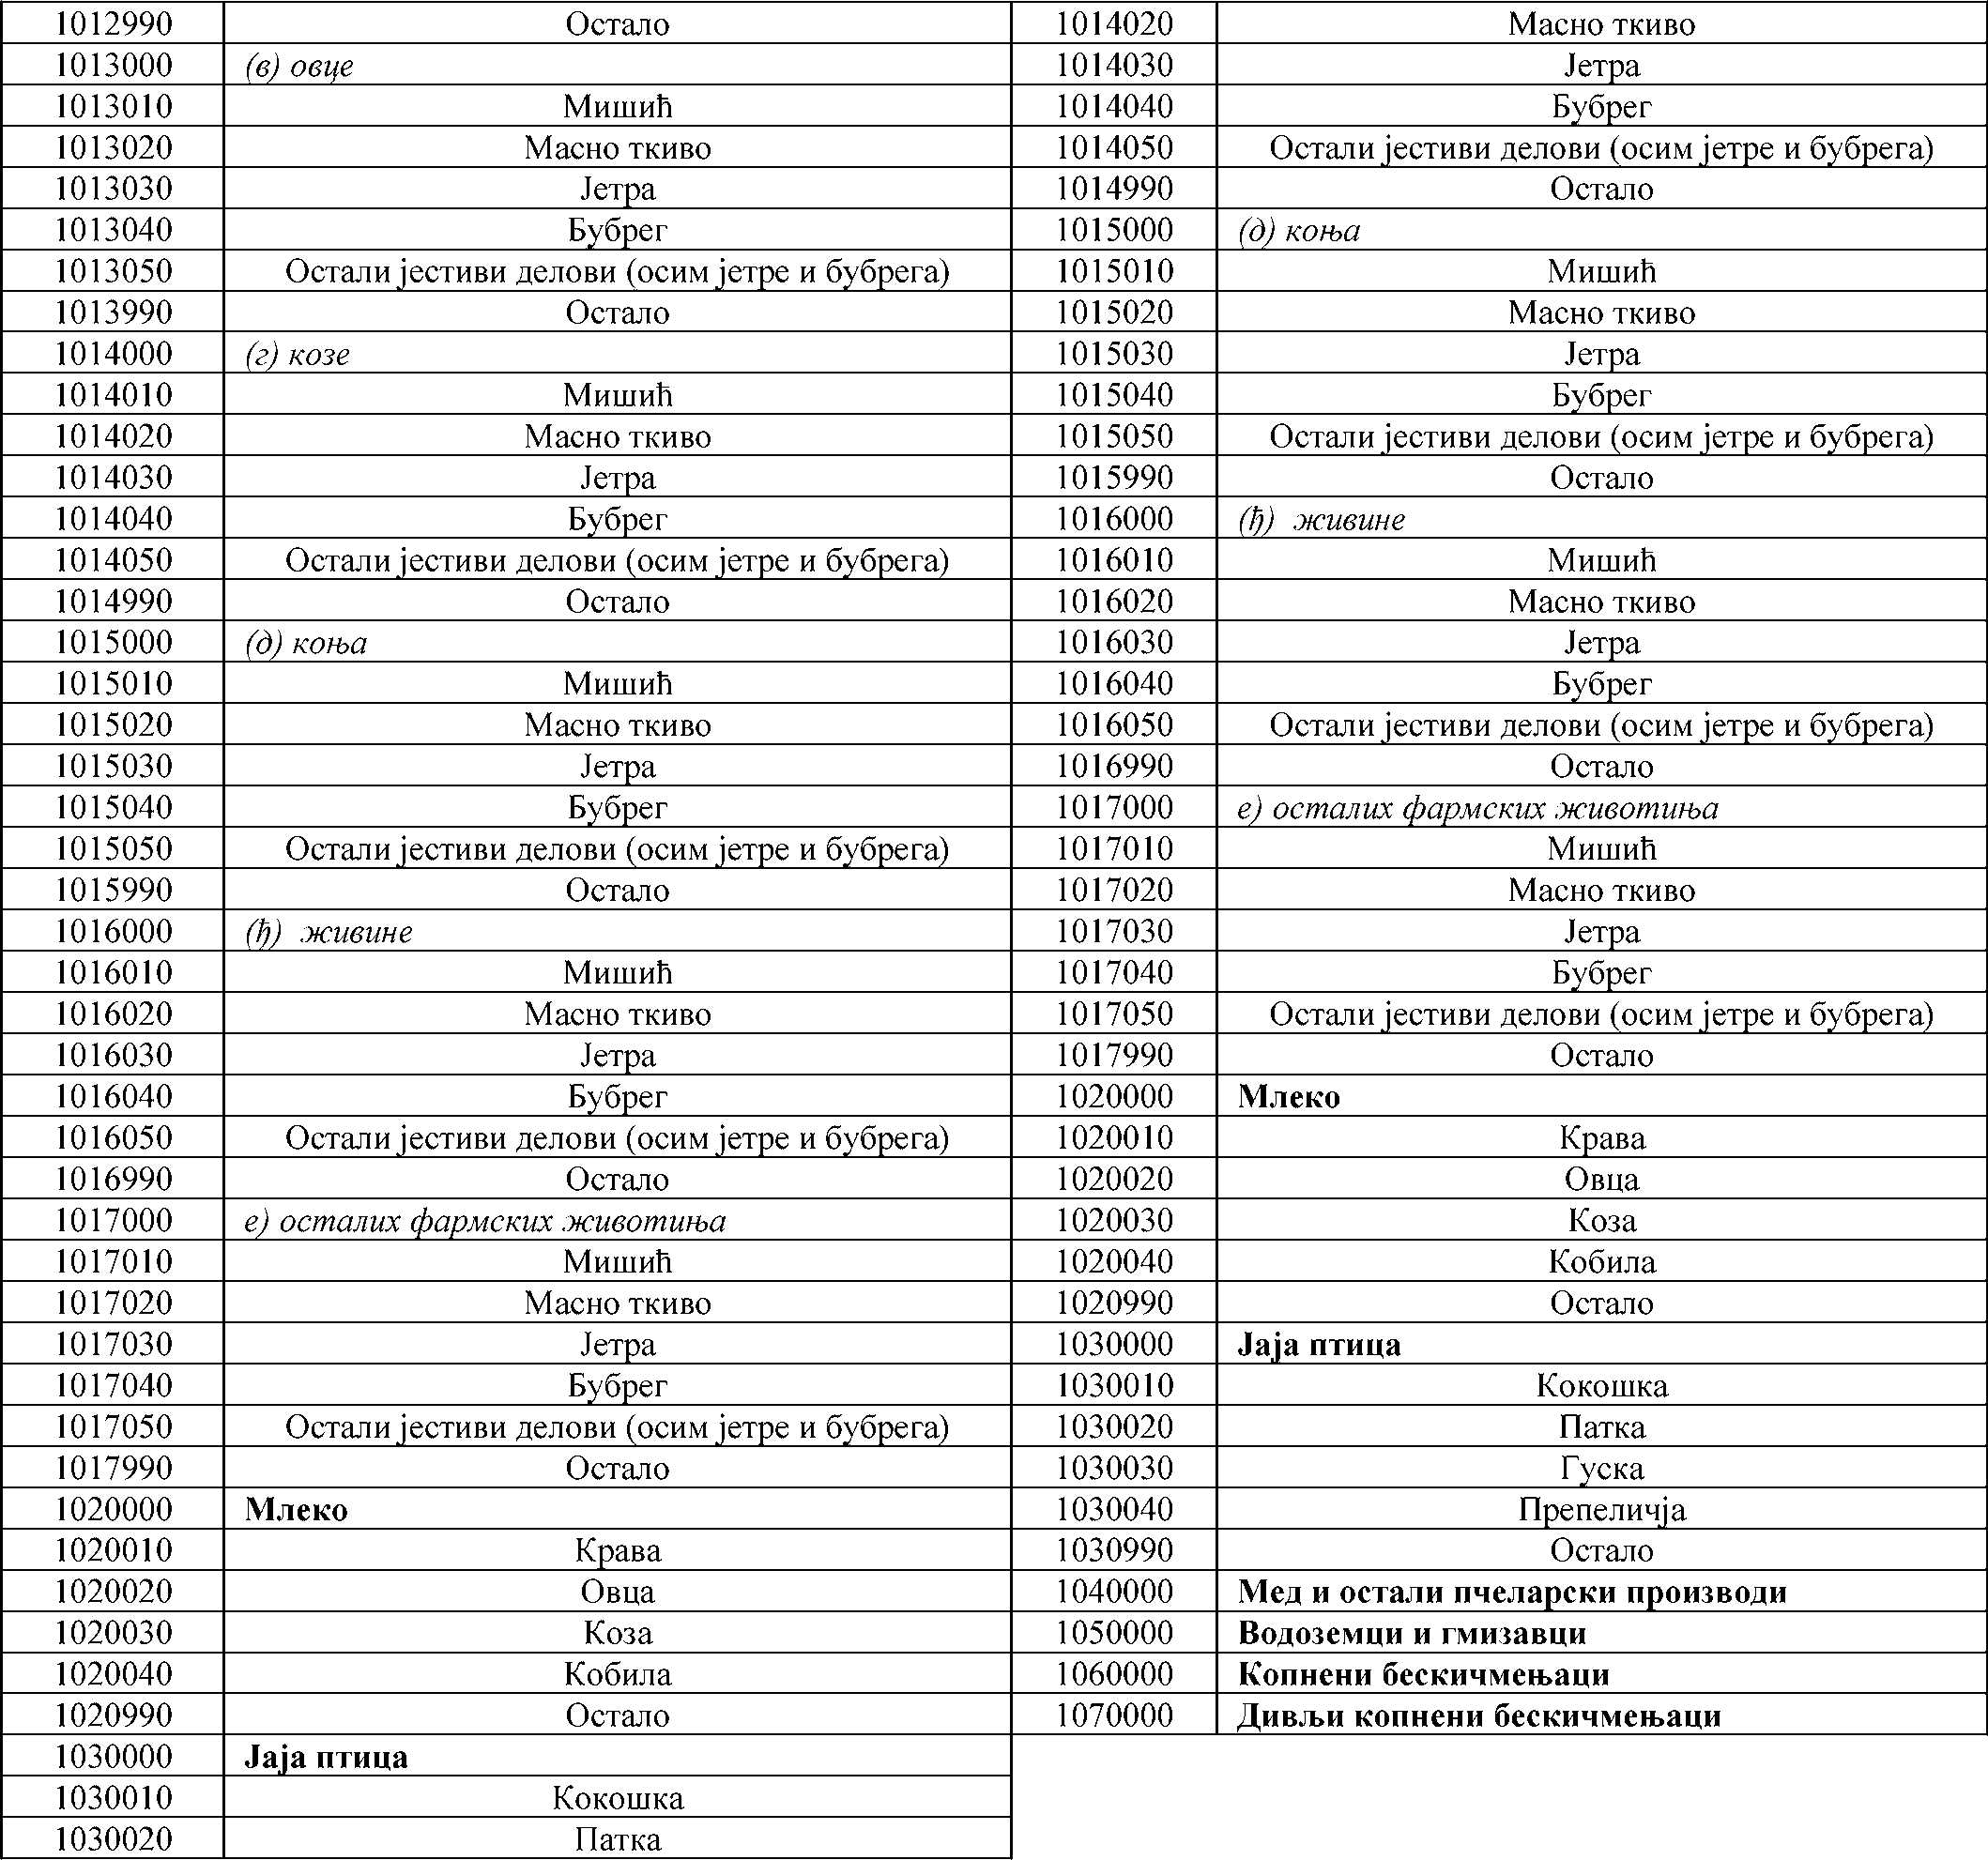 1012990 Остало 1014020 Масно ткиво
1013000 (в) овце 1014030 Јетра
1013010 Мишић 1014040 Бубрег
1013020 Масно ткиво 1014050 Остали јестиви делови (осим јетре и бубрега)
1013030 Јетра 1014990 Остало
1013040 Бубрег 1015000 (д) коња
1013050 Остали јестиви делови (осим јетре и бубрега) 1015010 Мишић
1013990 Остало 1015020 Масно ткиво
1014000 (г) козе 1015030 Јетра
1014010 Мишић 1015040 Бубрег
1014020 Масно ткиво 1015050 Остали јестиви делови (осим јетре и бубрега)
1014030 Јетра 1015990 Остало
1014040 Бубрег 1016000 (ђ) живине
1014050 Остали јестиви делови (осим јетре и бубрега) 1016010 Мишић
1014990 Остало 1016020 Масно ткиво
1015000 (д) коња 1016030 Јетра
1015010 Мишић 1016040 Бубрег
1015020 Масно ткиво 1016050 Остали јестиви делови (осим јетре и бубрега)
1015030 Јетра 1016990 Остало
1015040 Бубрег 1017000 е) осталих фармских животиња
1015050 Остали јестиви делови (осим јетре и бубрега) 1017010 Мишић
1015990 Остало 1017020 Масно ткиво
1016000 (ђ) живине 1017030 Јетра
1016010 Мишић 1017040 Бубрег
1016020 Масно ткиво 1017050 Остали јестиви делови (осим јетре и бубрега)
1016030 Јетра 1017990 Остало
1016040 Бубрег 1020000 Млеко
1016050 Остали јестиви делови (осим јетре и бубрега) 1020010 Крава
1016990 Остало 1020020 Овца
1017000 е) осталих фармских животиња 1020030 Коза
1017010 Мишић 1020040 Кобила
1017020 Масно ткиво 1020990 Остало
1017030 Јетра 1030000 Јаја птица
1017040 Бубрег 1030010 Кокошка
1017050 Остали јестиви делови (осим јетре и бубрега) 1030020 Патка
1017990 Остало 1030030 Гуска
1020000 Млеко 1030040 Препеличја
1020010 Крава 1030990 Остало
1020020 Овца 1040000 Мед и остали пчеларски производи
1020030 Коза 1050000 Водоземци и гмизавци
1020040 Кобила 1060000 Копнени бескичмењаци
1020990 Остало 1070000 Дивљи копнени бескичмењаци
1030000 Јаја птица
1030010 Кокошка
1030020 Патка